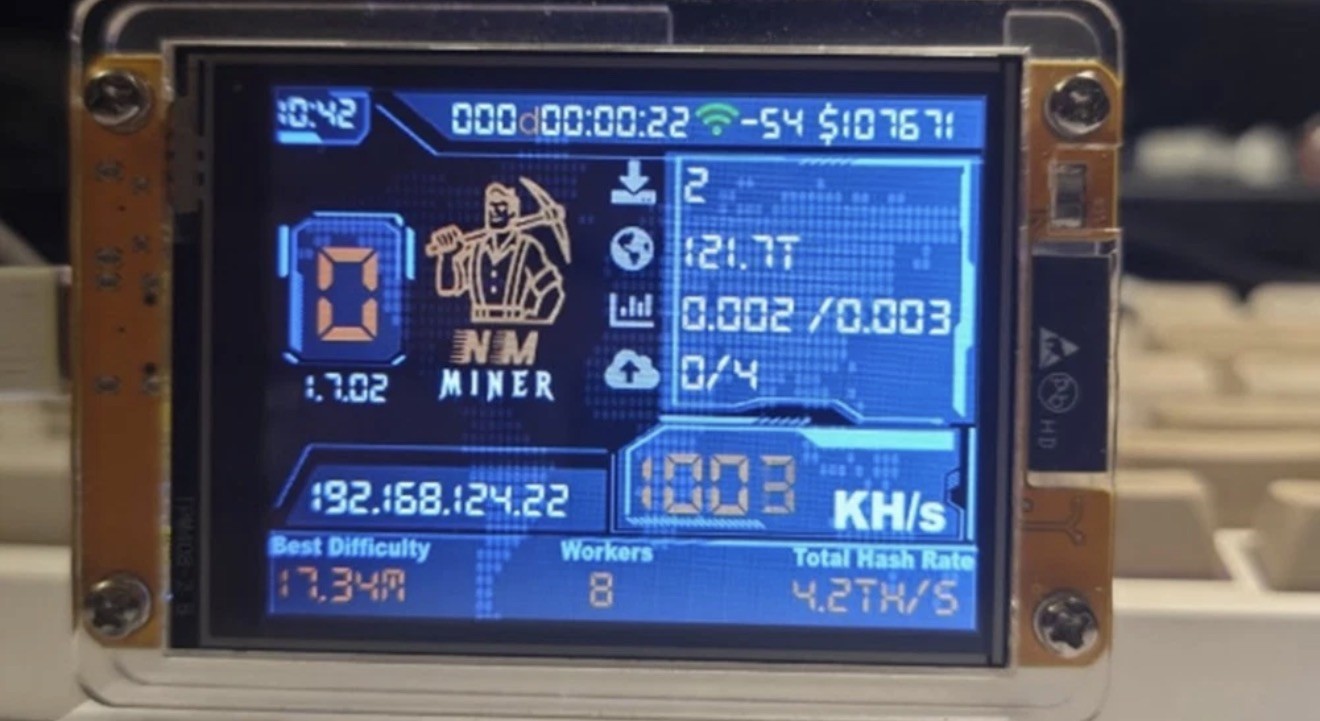 10:42
000d00:00:22 -54 $107671
2
121.7T
0.002 /0.003
0/4
0
NM
MINER
1.7.02
192.168.124.22
1003 KH/s
Best Difficulty Workers Total Hash Rate
17.34M 8 4.2TH/S
HD